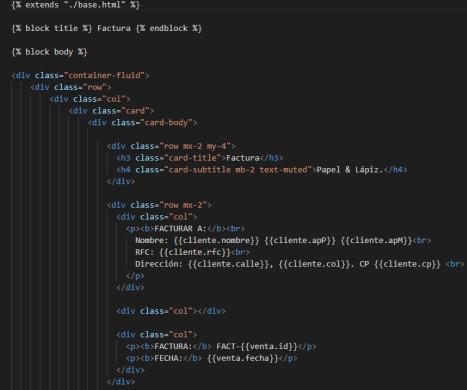 {% extends "./base.html" %}
{% block title %} Factura {% endblock %}
{% block body %}
<div class="container-fluid">
<div class="row">
<div class="col">
<div class="card">
<div class="card-body">
<div class="row mx-2 my-4">
<h3 class="card-title">Factura</h3>
<h4 class="card-subtitle mb-2 text-muted">Papel & Lápiz.</h4>
</div>
<div class="row mx-2">
<div class="col">
<p><b>FACTURAR A:</b><br>
Nombre: {{cliente.nombre}} {{cliente.apP}} {{cliente.apM}}<br>
RFC: {{cliente.rfc}}<br>
Dirección: {{cliente.calle}}, {{cliente.col}}. CP {{cliente.cp}} <br>
</p>
</div>
<div class="col"></div>
<div class="col">
<p><b>FACTURA:</b> FACT-{{venta.id}}</p>
<p><b>FECHA:</b> {{venta.fecha}}</p>
</div>
</div>